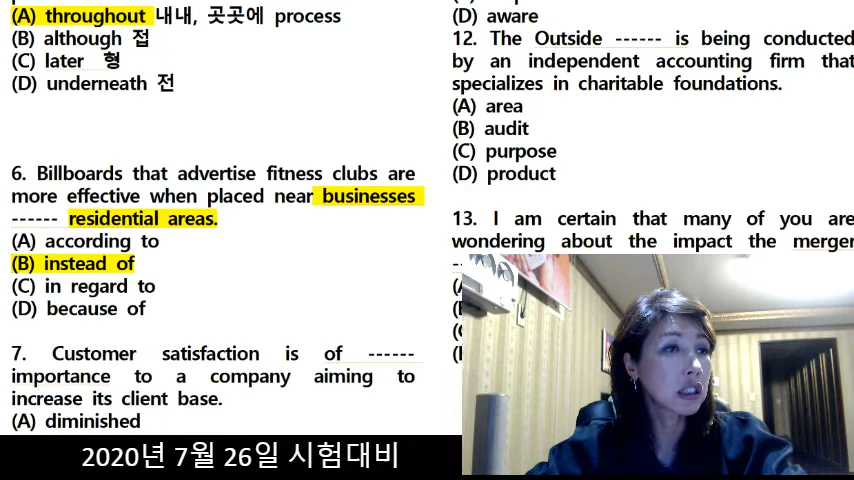 (A) throughout 내내, 곳곳에 process
(B) although 접
(C) later 형
(D) underneath 전
6. Billboards that advertise fitness clubs are
more effective when placed near businesses
------ residential areas.
(A) according to
(B) instead of
(C) in regard to
(D) because of
7. Customer satisfaction is of ------
importance to a company aiming to
increase its client base.
(A) diminished
(D) aware
12. The Outside ------ is being conducted
by an independent accounting firm that
specializes in charitable foundations.
(A) area
(B) audit
(C) purpose
(D) product
13. I am certain that many of you are
wondering about the impact the merger
2020년 7월 26일 시험대비